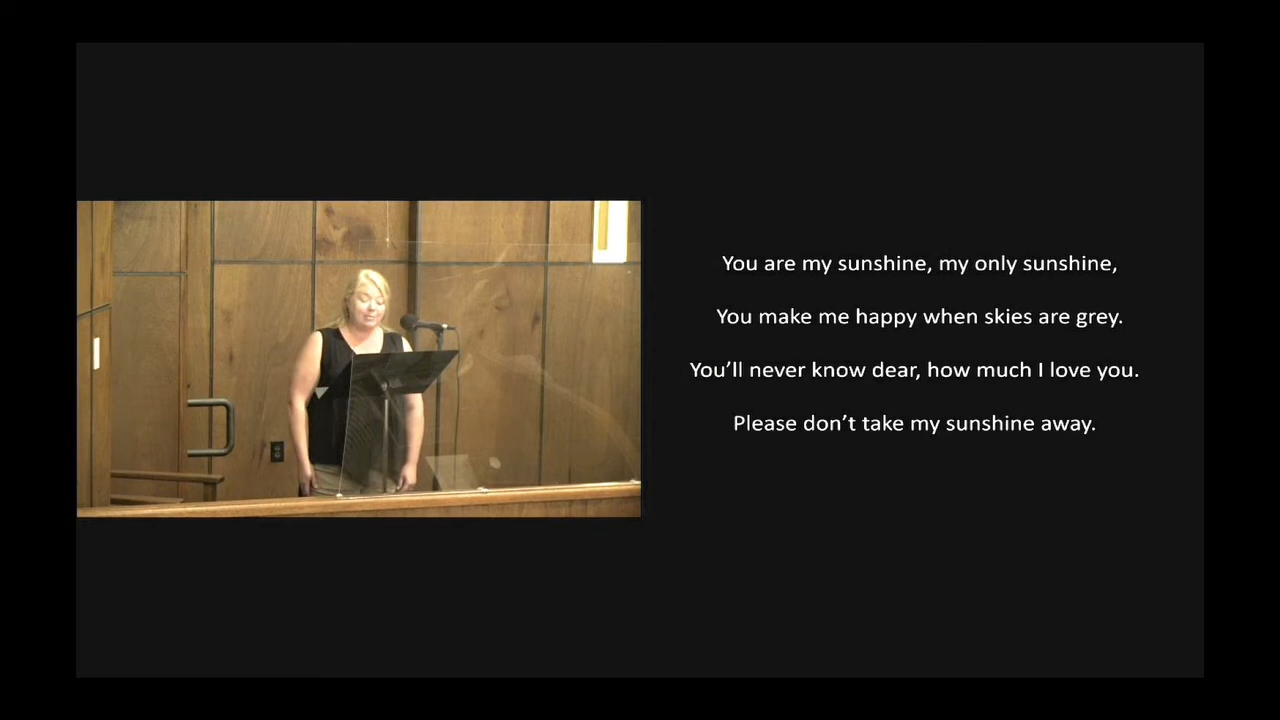 You are my sunshine, my only sunshine,
You make me happy when skies are grey.
You’ll never know dear, how much I love you.
Please don’t take my sunshine away.